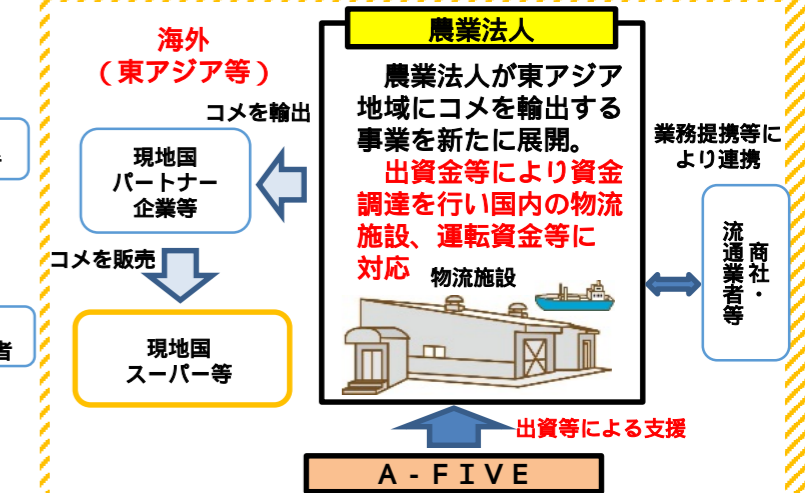 海外
(東アジア等)
農業法人
農業法人が東アジア
地域にコメを輸出する
事業を新たに展開。
出資金等により資金
調達を行い国内の物流
施設、運転資金等に
対応
物流施設
コメを輸出
現地国
パートナー
企業等
コメを販売
現地国
スーパー等
業務提携等に
より連携
商社・
流通業者等
出資等による支援
A-FIVE
者